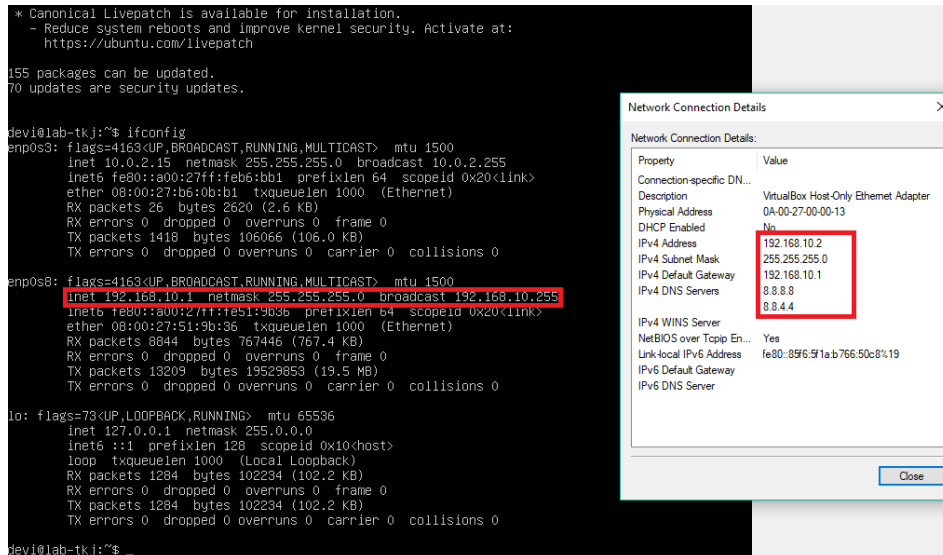 * Canonical Livepatch is available for installation.
- Reduce system reboots and improve kernel security. Activate at:
https://ubuntu.com/livepatch
155 packages can be updated.
70 updates are security updates.
devi@lab-tkj:~$ ifconfig
enp0s3: flags=4163<UP,BROADCAST,RUNNING,MULTICAST>  mtu 1500
inet 10.0.2.15  netmask 255.255.255.0  broadcast 10.0.2.255
inet6 fe80::a00:27ff:feb6:bb1  prefixlen 64  scopeid 0x20<link>
ether 08:00:27:b6:0b:b1  txqueuelen 1000  (Ethernet)
RX packets 26  bytes 2620 (2.6 KB)
RX errors 0  dropped 0  overruns 0  frame 0
TX packets 1418  bytes 106066 (106.0 KB)
TX errors 0  dropped 0 overruns 0  carrier 0  collisions 0
enp0s8: flags=4163<UP,BROADCAST,RUNNING,MULTICAST>  mtu 1500
inet 192.168.10.1  netmask 255.255.255.0  broadcast 192.168.10.255
inet6 fe80::a00:27ff:fe51:9b36  prefixlen 64  scopeid 0x20<link>
ether 08:00:27:51:9b:36  txqueuelen 1000  (Ethernet)
RX packets 8844  bytes 767446 (767.4 KB)
RX errors 0  dropped 0  overruns 0  frame 0
TX packets 13209  bytes 19529853 (19.5 MB)
TX errors 0  dropped 0 overruns 0  carrier 0  collisions 0
lo: flags=73<UP,LOOPBACK,RUNNING>  mtu 65536
inet 127.0.0.1  netmask 255.0.0.0
inet6 ::1  prefixlen 128  scopeid 0x10<host>
loop  txqueuelen 1000  (Local Loopback)
RX packets 1284  bytes 102234 (102.2 KB)
RX errors 0  dropped 0  overruns 0  frame 0
TX packets 1284  bytes 102234 (102.2 KB)
TX errors 0  dropped 0 overruns 0  carrier 0  collisions 0
devi@lab-tkj:~$ _
Network Connection Details
Network Connection Details:
Property Value
Connection-specific DN...
Description VirtualBox Host-Only Ethernet Adapter
Physical Address 0A-00-27-00-00-13
DHCP Enabled No
IPv4 Address 192.168.10.2
IPv4 Subnet Mask 255.255.255.0
IPv4 Default Gateway 192.168.10.1
IPv4 DNS Servers 8.8.8.8
8.8.4.4
IPv4 WINS Server
NetBIOS over Tcpip En... Yes
Link-local IPv6 Address fe80::85f6:5f1a:b766:50c8%19
IPv6 Default Gateway
IPv6 DNS Server
Close